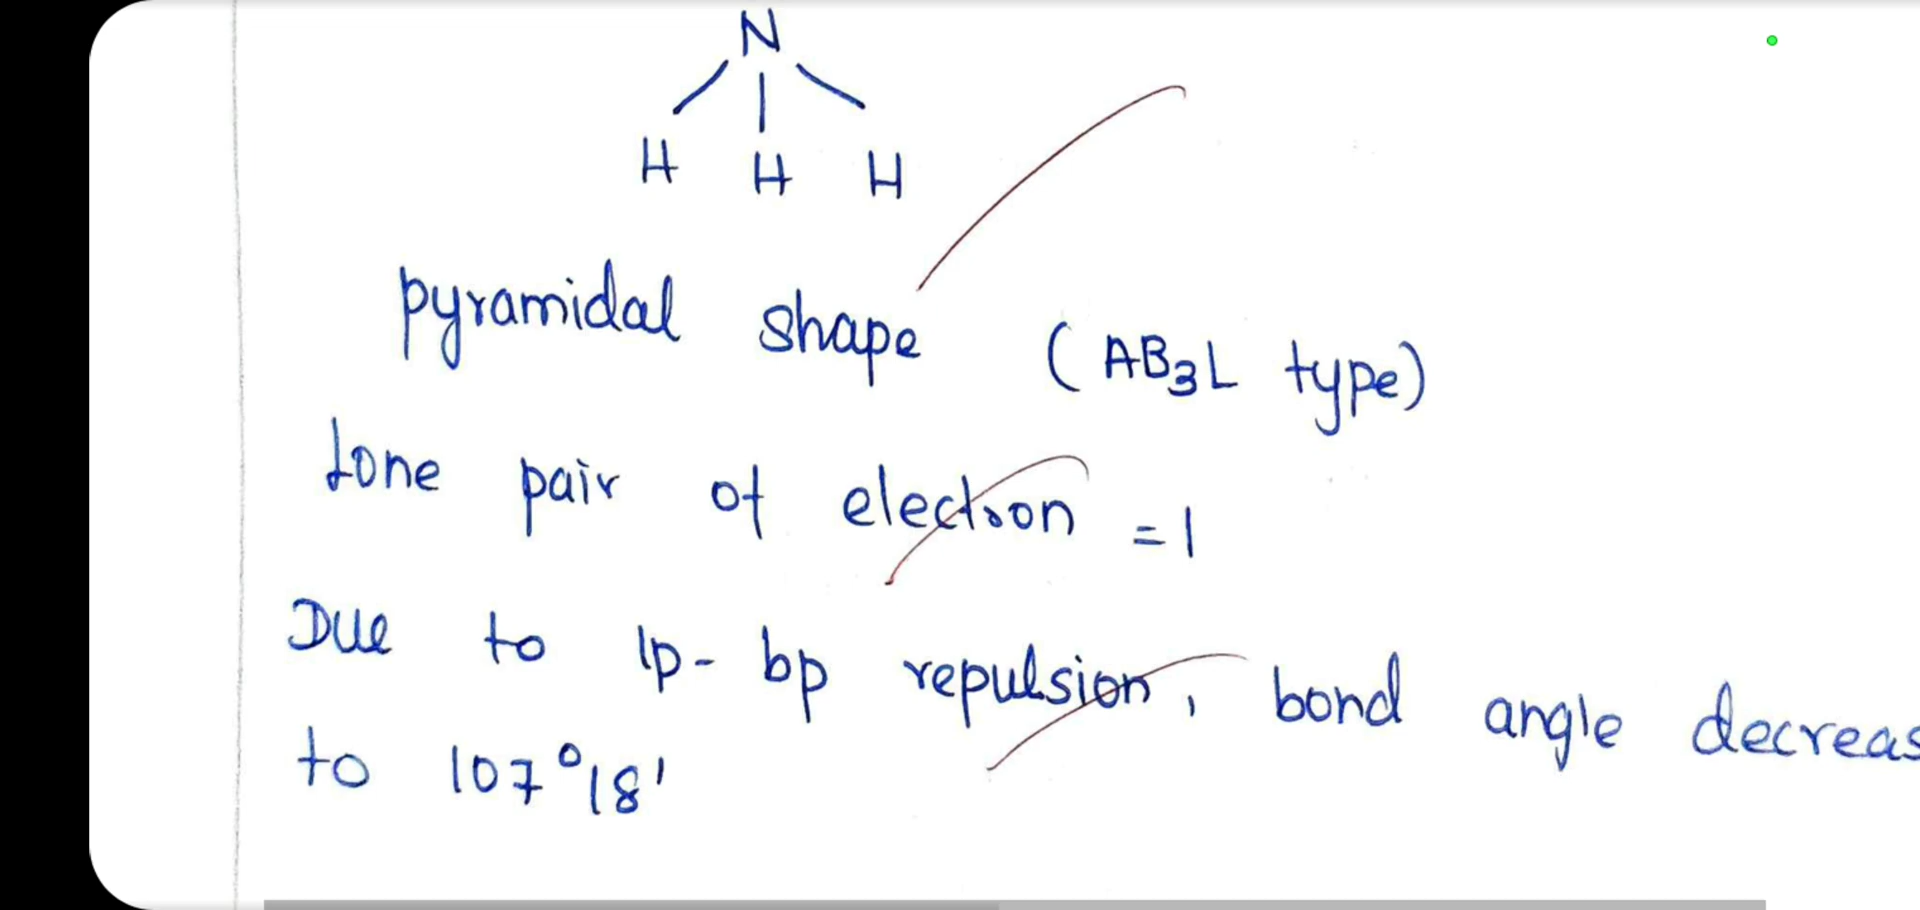 N
H H H
pyramidal shape (AB₃L type)
Lone pair of electron = 1
Due to lp- bp repulsion, bond angle decreas
to 107°18'